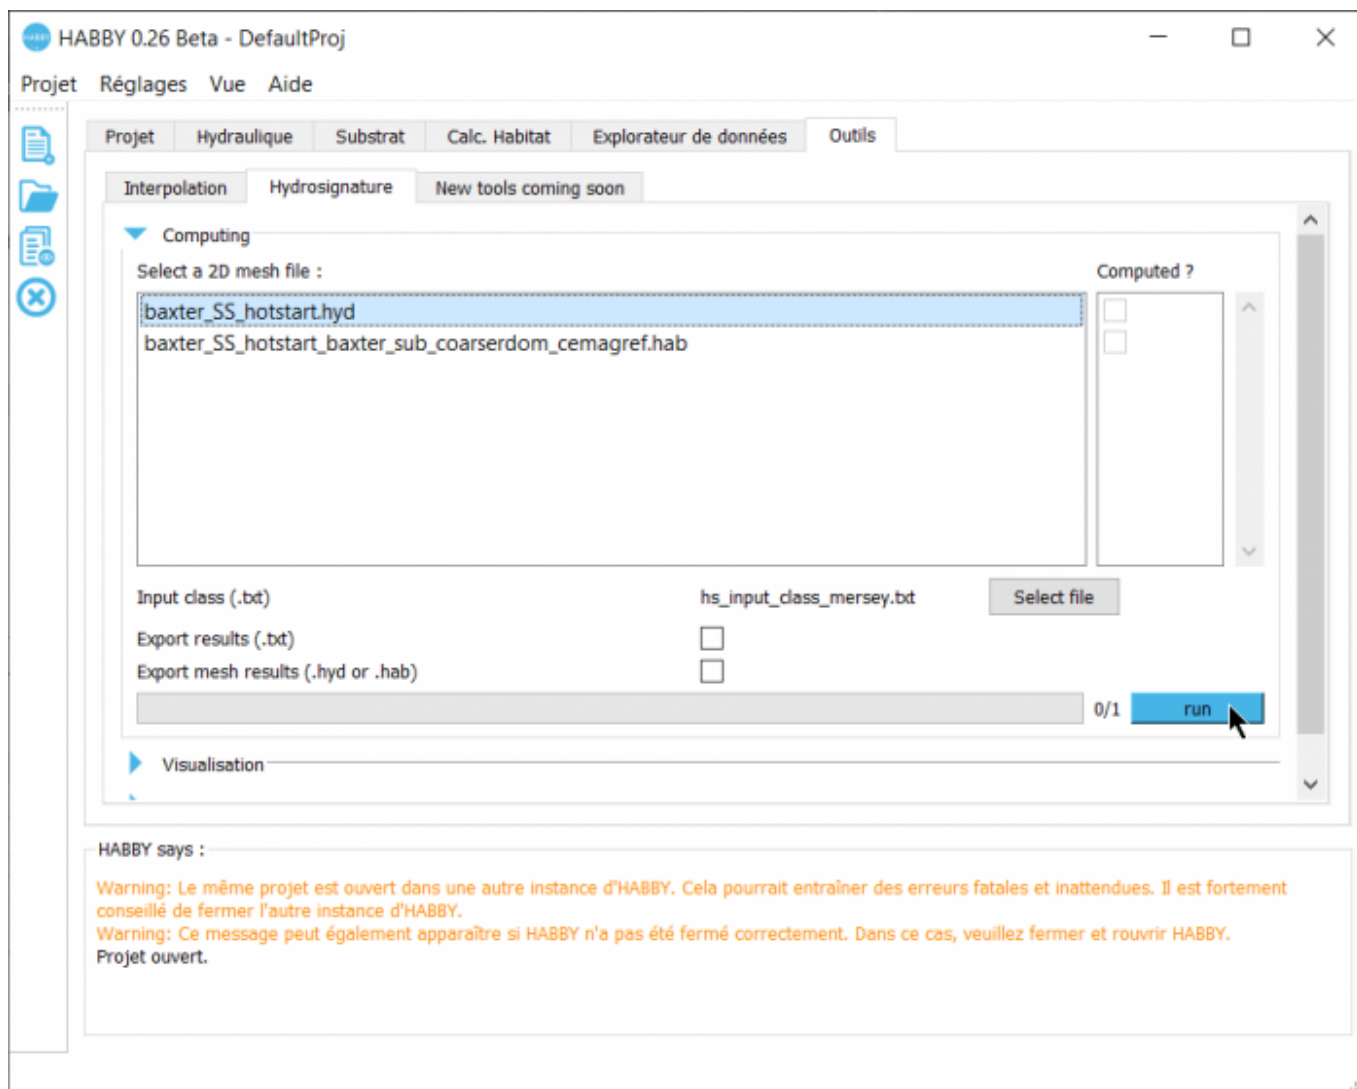 HABBY 0.26 Beta - DefaultProj
Projet Réglages Vue Aide
Projet Hydraulique Substrat Calc. Habitat Explorateur de données Outils
Interpolation Hydrosignature New tools coming soon
Computing
Select a 2D mesh file : Computed ?
baxter_SS_hotstart.hyd
baxter_SS_hotstart_baxter_sub_coarserdom_cemagref.hab
Input class (.txt) hs_input_class_mersey.txt Select file
Export results (.txt)
Export mesh results (.hyd or .hab)
0/1 run
Visualisation
HABBY says :
Warning: Le même projet est ouvert dans une autre instance d'HABBY. Cela pourrait entraîner des erreurs fatales et inattendues. Il est fortement
conseillé de fermer l'autre instance d'HABBY.
Warning: Ce message peut également apparaître si HABBY n'a pas été fermé correctement. Dans ce cas, veuillez fermer et rouvrir HABBY.
Projet ouvert.